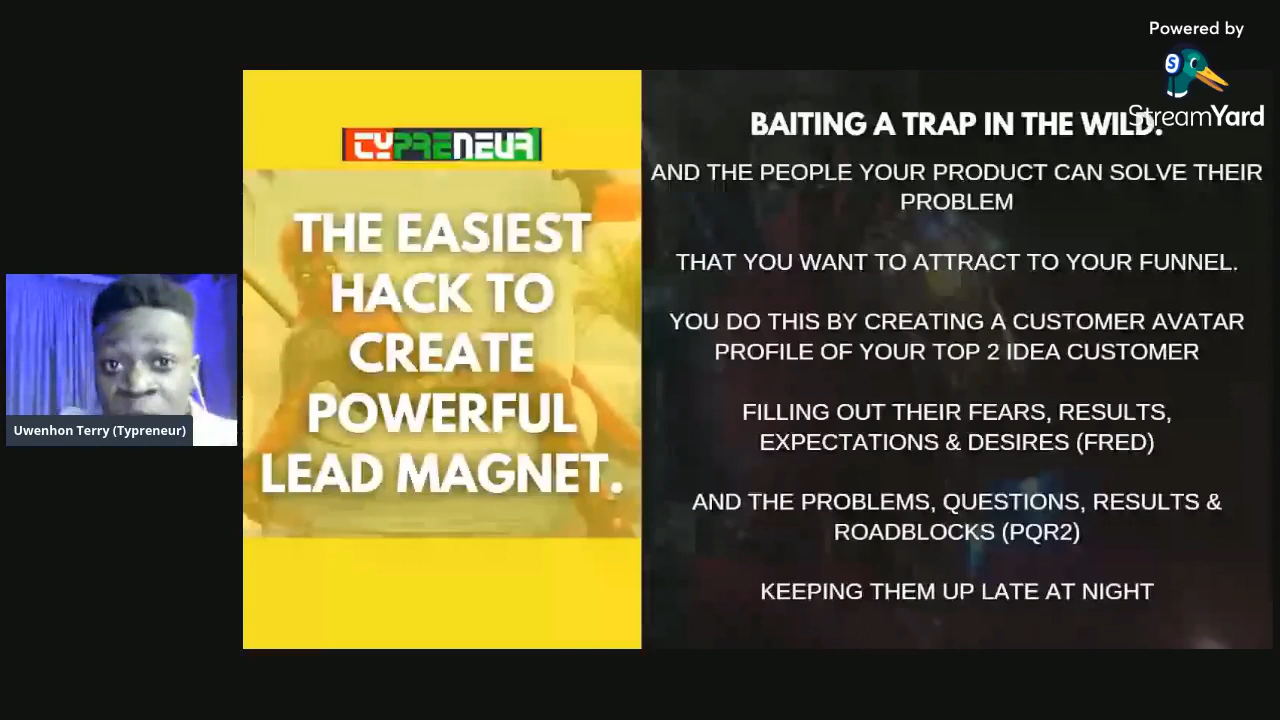 Powered by
StreamYard
TYPRENEUR
THE EASIEST
HACK TO
CREATE
POWERFUL
LEAD MAGNET.
BAITING A TRAP IN THE WILD.
AND THE PEOPLE YOUR PRODUCT CAN SOLVE THEIR
PROBLEM
THAT YOU WANT TO ATTRACT TO YOUR FUNNEL.
YOU DO THIS BY CREATING A CUSTOMER AVATAR
PROFILE OF YOUR TOP 2 IDEA CUSTOMER
FILLING OUT THEIR FEARS, RESULTS,
EXPECTATIONS & DESIRES (FRED)
AND THE PROBLEMS, QUESTIONS, RESULTS &
ROADBLOCKS (PQR2)
KEEPING THEM UP LATE AT NIGHT
Uwenhon Terry (Typreneur)